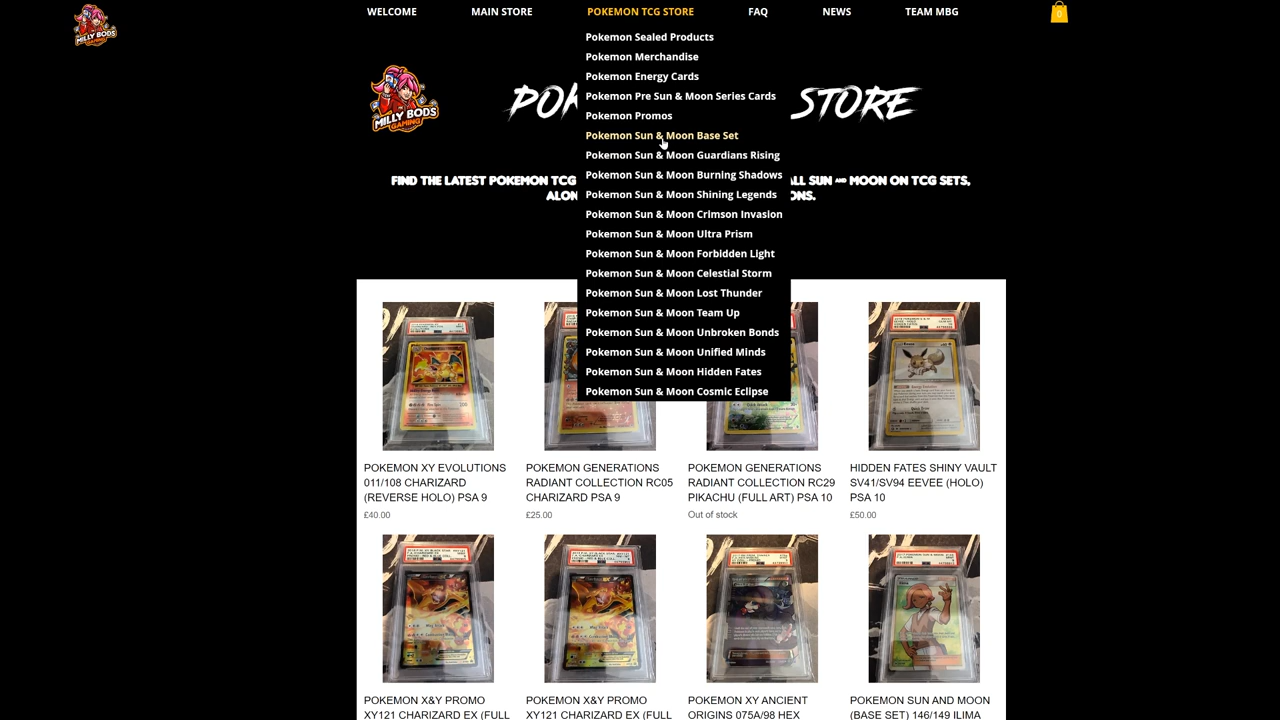 WELCOME
MAIN STORE
POKEMON TCG STORE
FAQ
NEWS
TEAM MBG
0
MILLY BODS
GAMING
Pokemon Sealed Products
Pokemon Merchandise
Pokemon Energy Cards
Pokemon Pre Sun & Moon Series Cards
Pokemon Promos
Pokemon Sun & Moon Base Set
Pokemon Sun & Moon Guardians Rising
Pokemon Sun & Moon Burning Shadows
Pokemon Sun & Moon Shining Legends
Pokemon Sun & Moon Crimson Invasion
Pokemon Sun & Moon Ultra Prism
Pokemon Sun & Moon Forbidden Light
Pokemon Sun & Moon Celestial Storm
Pokemon Sun & Moon Lost Thunder
Pokemon Sun & Moon Team Up
Pokemon Sun & Moon Unbroken Bonds
Pokemon Sun & Moon Unified Minds
Pokemon Sun & Moon Hidden Fates
Pokemon Sun & Moon Cosmic Eclipse
MILLY BODS
GAMING
STORE
FIND THE LATEST POKEMON TCG ALL SUN AND MOON ON TCG SETS,
POKEMON XY EVOLUTIONS
011/108 CHARIZARD
(REVERSE HOLO) PSA 9
£40.00
POKEMON GENERATIONS
RADIANT COLLECTION RC05
CHARIZARD PSA 9
£25.00
POKEMON GENERATIONS
RADIANT COLLECTION RC29
PIKACHU (FULL ART) PSA 10
Out of stock
HIDDEN FATES SHINY VAULT
SV41/SV94 EEVEE (HOLO)
PSA 10
£50.00
POKEMON X&Y PROMO
XY121 CHARIZARD EX (FULL
POKEMON X&Y PROMO
XY121 CHARIZARD EX (FULL
POKEMON XY ANCIENT
ORIGINS 075A/98 HEX
POKEMON SUN AND MOON
(BASE SET) 146/149 ILIMA